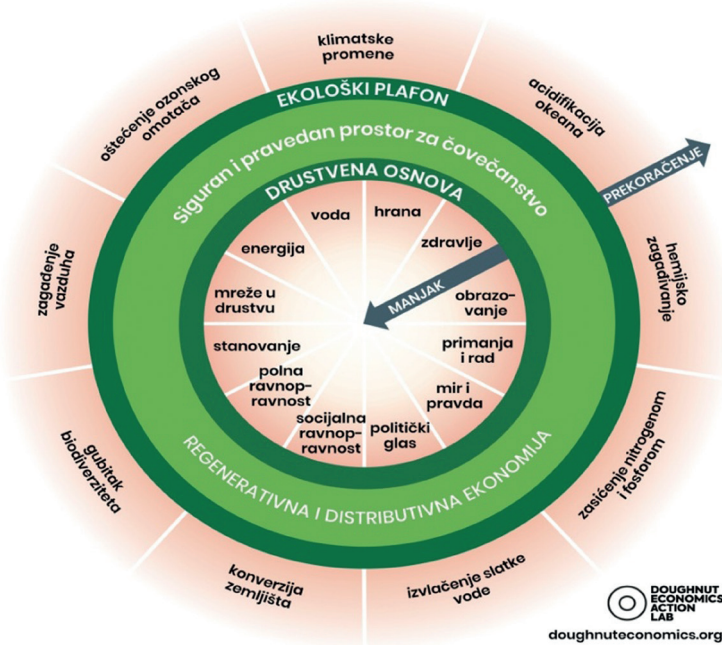 klimatske
promene
acidifikacija
okeana
PREKORAČENJE
hemijsko
zagađivanje
zasićenje nitrogenom
i fosforom
izvlačenje slatke
vode
konverzija
zemljišta
gubitak
biodiverziteta
zagađenje
vazduha
oštećenje ozonskog
omotača
EKOLOŠKI PLAFON
Siguran i pravedan prostor za čovečanstvo
DRUSTVENA OSNOVA
voda
hrana
zdravlje
MANJAK
obrazo-
vanje
primanja
i rad
mir i
pravda
politički
glas
socijalna
ravnop-
ravnost
polna
ravnop-
ravnost
stanovanje
mreže u
drustvu
energija
REGENERATIVNA I DISTRIBUTIVNA EKONOMIJA
DOUGHNUT
ECONOMICS
ACTION
LAB
doughnuteconomics.org